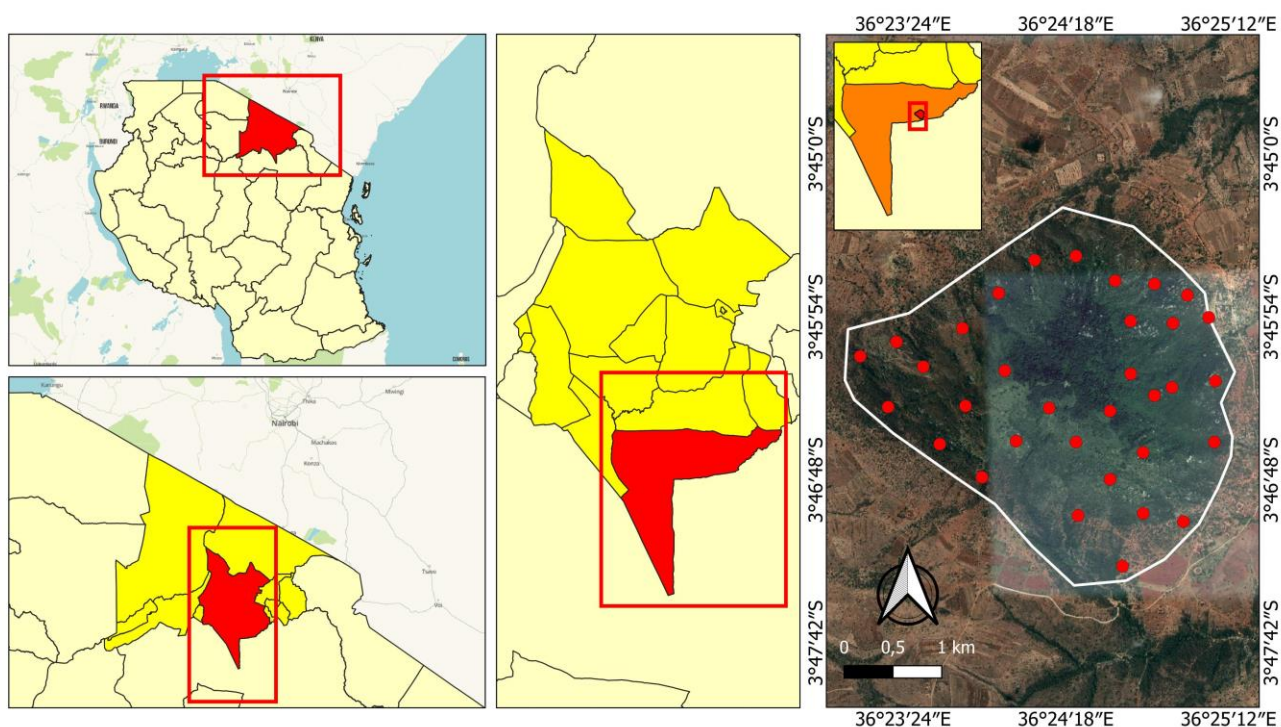 36°23′24″E 36°24′18″E 36°25′12″E
KENYA
RWANDA
BURUNDI
COMOROS
Nairobi
Thika
Mwingi
Machakos
Voi
3°45′0″S
3°45′54″S
3°46′48″S
3°47′42″S
3°45′0″S
3°45′54″S
3°46′48″S
3°47′42″S
0 0,5 1 km
36°23′24″E 36°24′18″E 36°25′12″E